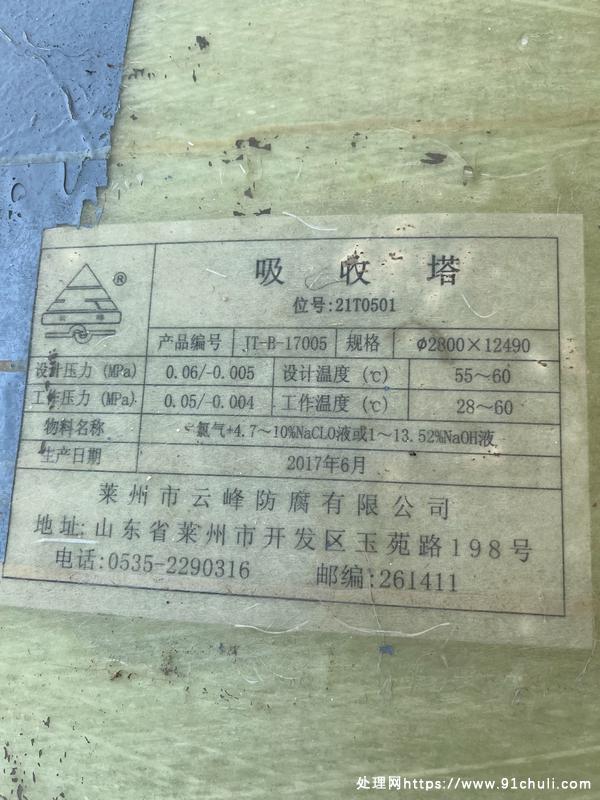 ®
云峰
吸收塔
位号:21T0501
产品编号 JT-B-17005 规格 φ2800×12490
设计压力 (MPa) 0.06/-0.005 设计温度 (℃) 55～60
工作压力 (MPa) 0.05/-0.004 工作温度 (℃) 28～60
物料名称 氯气+4.7～10%NaCLO液或1～13.52%NaOH液
生产日期 2017年6月
莱州市云峰防腐有限公司
地址:山东省莱州市开发区玉苑路198号
电话:0535-2290316 邮编:261411
处理网https://www.91chuli.com